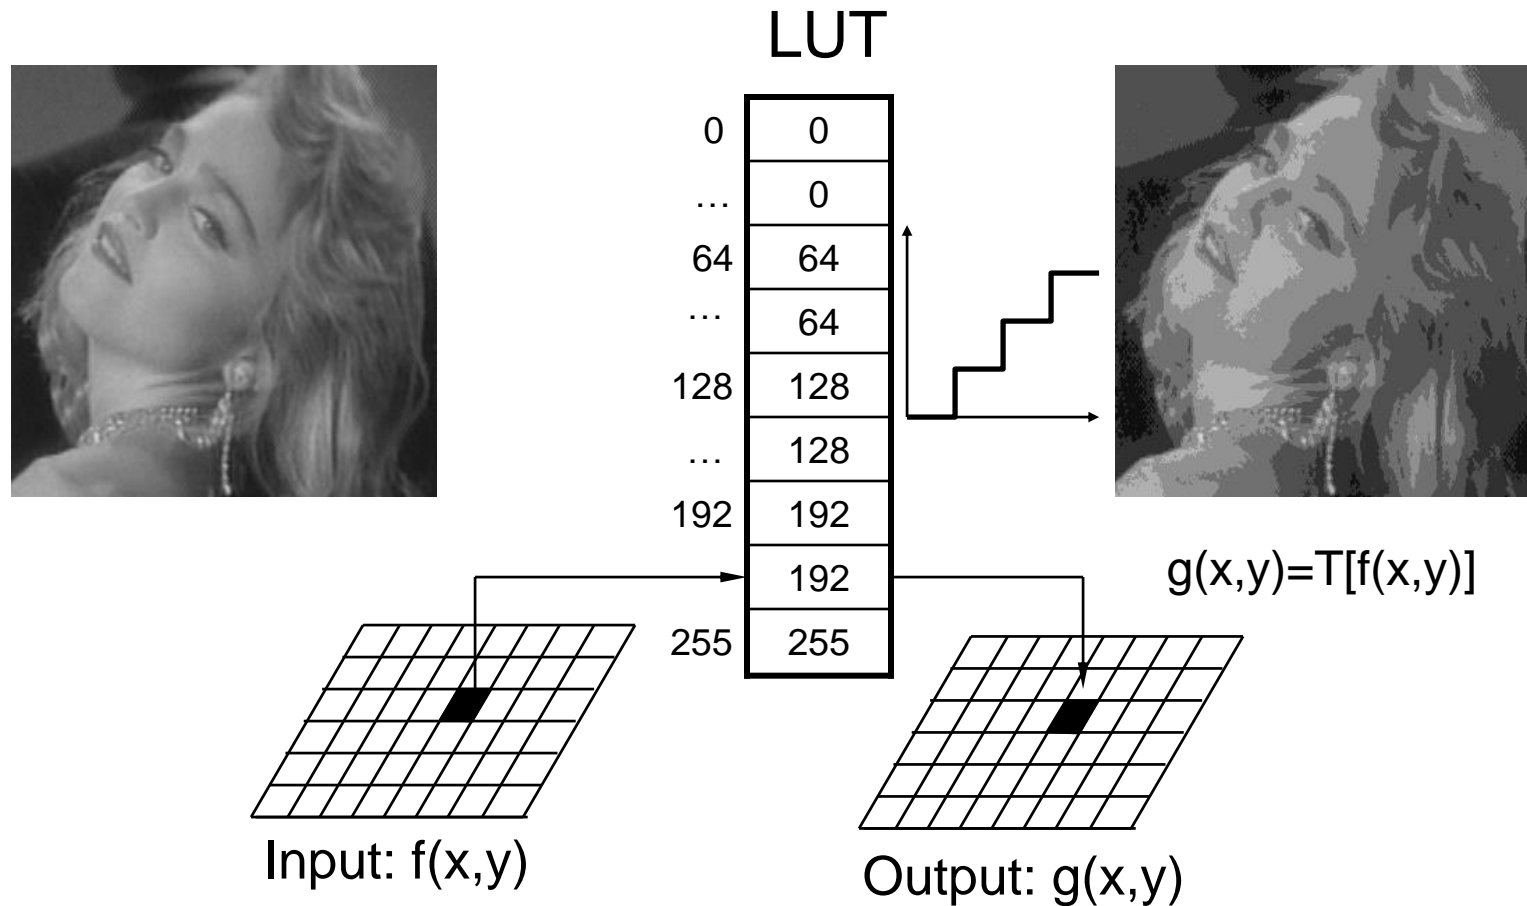 LUT
0 0
… 0
64 64
… 64
128 128
… 128
192 192
192
255 255
g(x,y)=T[f(x,y)]
Input: f(x,y)
Output: g(x,y)